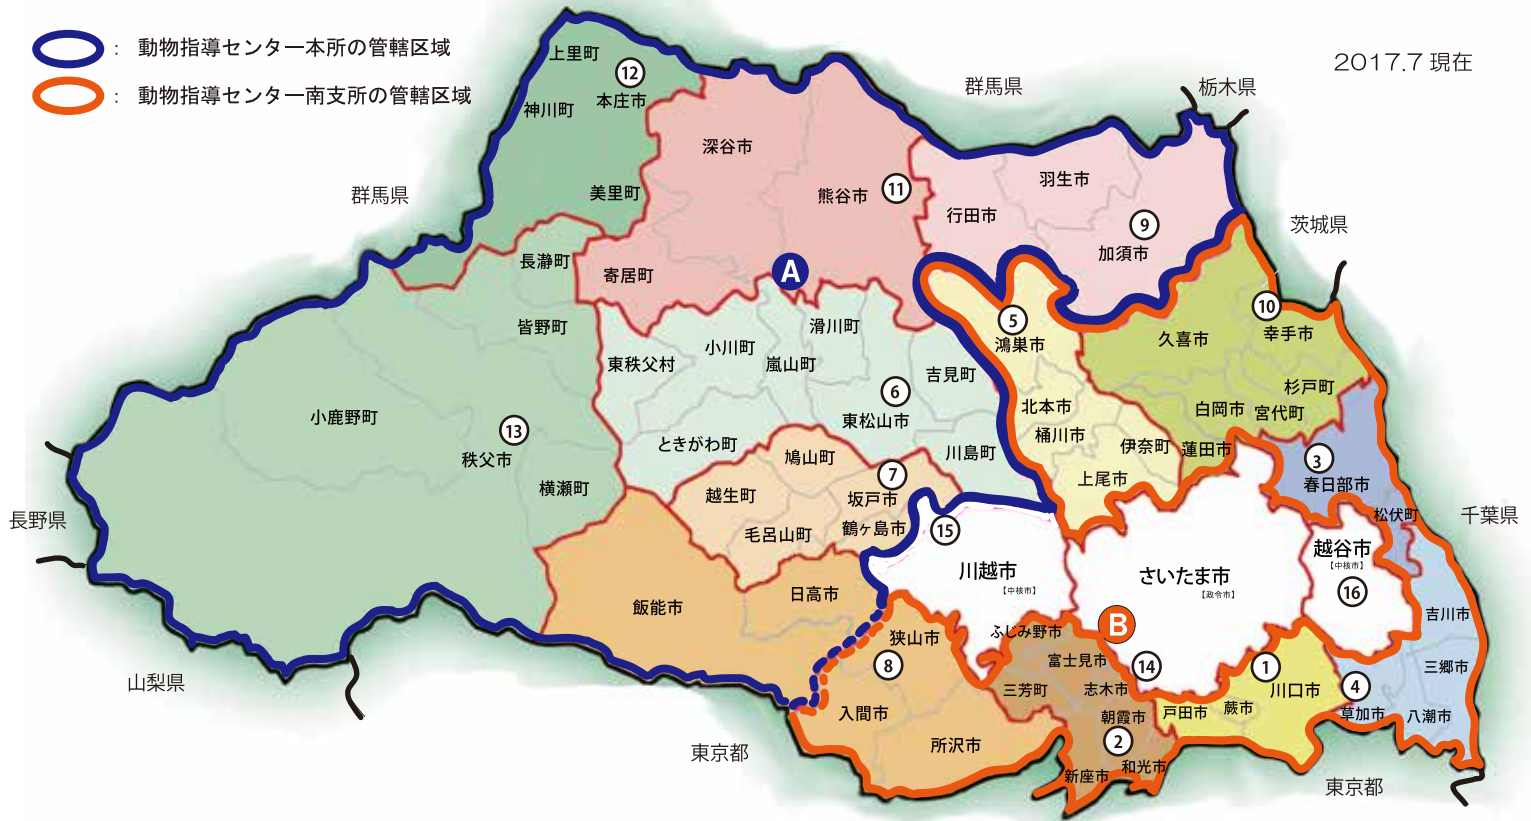 : 動物指導センター本所の管轄区域
: 動物指導センター南支所の管轄区域
2017.7 現在
群馬県
栃木県
群馬県
茨城県
長野県
千葉県
山梨県
東京都
東京都
上里町
12
本庄市
神川町
美里町
深谷市
熊谷市
11
寄居町
A
行田市
羽生市
9
加須市
長瀞町
皆野町
小鹿野町
13
秩父市
横瀬町
東秩父村
小川町
嵐山町
滑川町
吉見町
6
東松山市
ときがわ町
川島町
5
鴻巣市
北本市
桶川市
伊奈町
上尾市
10
久喜市
幸手市
杉戸町
白岡市
宮代町
蓮田市
3
春日部市
松伏町
鳩山町
7
越生町
坂戸市
毛呂山町
鶴ヶ島市
飯能市
日高市
15
川越市
【中核市】
さいたま市
【政令市】
越谷市
【中核市】
16
吉川市
三郷市
狭山市
8
入間市
所沢市
ふじみ野市
B
富士見市
三芳町
志木市
14
朝霞市
2
新座市
和光市
戸田市
蕨市
1
川口市
4
草加市
八潮市